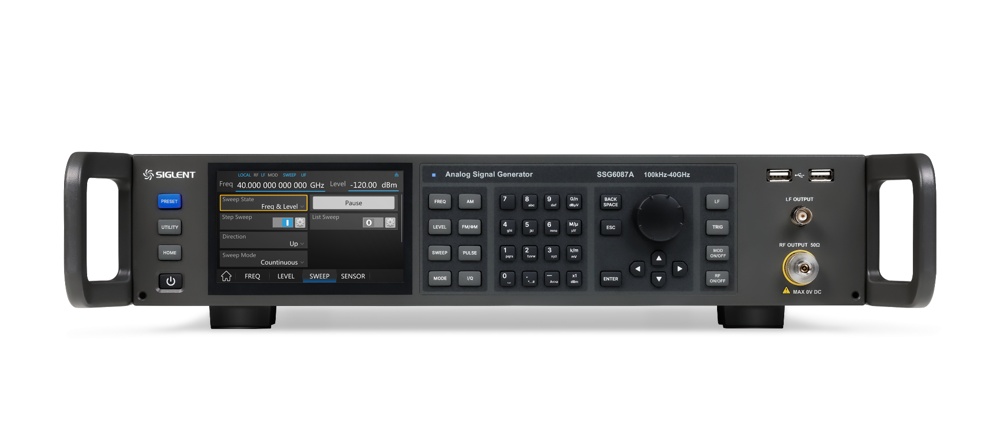 SIGLENT
PRESET
UTILITY
HOME
LOCAL RF LF MOD SWEEP UF
Freq 40.000 000 000 000 GHz Level -120.00 dBm
Sweep State
Freq & Level
Pause
Step Sweep
I
List Sweep
O
Direction
Up
Sweep Mode
Countinuous
FREQ LEVEL SWEEP SENSOR
Analog Signal Generator SSG6087A 100kHz-40GHz
FREQ AM
LEVEL FM/ΦM
SWEEP PULSE
MODE I/Q
7 8 abc 9 def G/n dBμV
4 ghi 5 jkl 6 mno M/μ μV
1 pqrs 2 tuvw 3 xyz k/m mV
0 . *...# — A<>a x1 dBm
BACK
SPACE
ESC
ENTER
LF
TRIG
MOD
ON/OFF
RF
ON/OFF
LF OUTPUT
RF OUTPUT 50Ω
MAX 0V DC